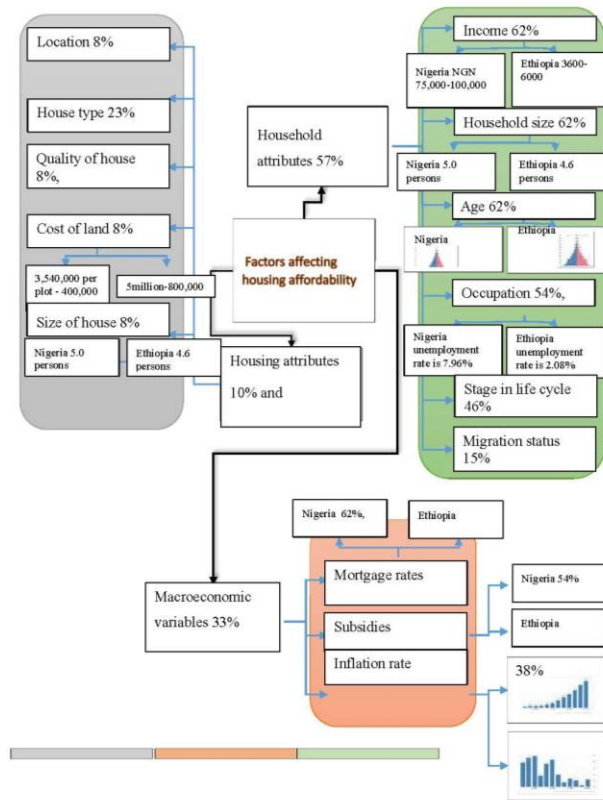 Location 8%
House type 23%
Quality of house
8%,
Cost of land 8%
3,540,000 per
plot - 400,000
5million-800,000
Size of house 8%
Nigeria 5.0
persons
Ethiopia 4.6
persons
Household
attributes 57%
Factors affecting
housing affordability
Housing attributes
10% and
Income 62%
Nigeria NGN
75,000-100,000
Ethiopia 3600-
6000
Household size 62%
Nigeria 5.0
persons
Ethiopia 4.6
persons
Age 62%
Nigeria
Ethiopia
Occupation 54%,
Nigeria
unemployment
rate is 7.96%
Ethiopia
unemployment
rate is 2.08%
Stage in life cycle
46%
Migration status
15%
Macroeconomic
variables 33%
Nigeria 62%,
Ethiopia
Mortgage rates
Subsidies
Inflation rate
Nigeria 54%
Ethiopia
38%